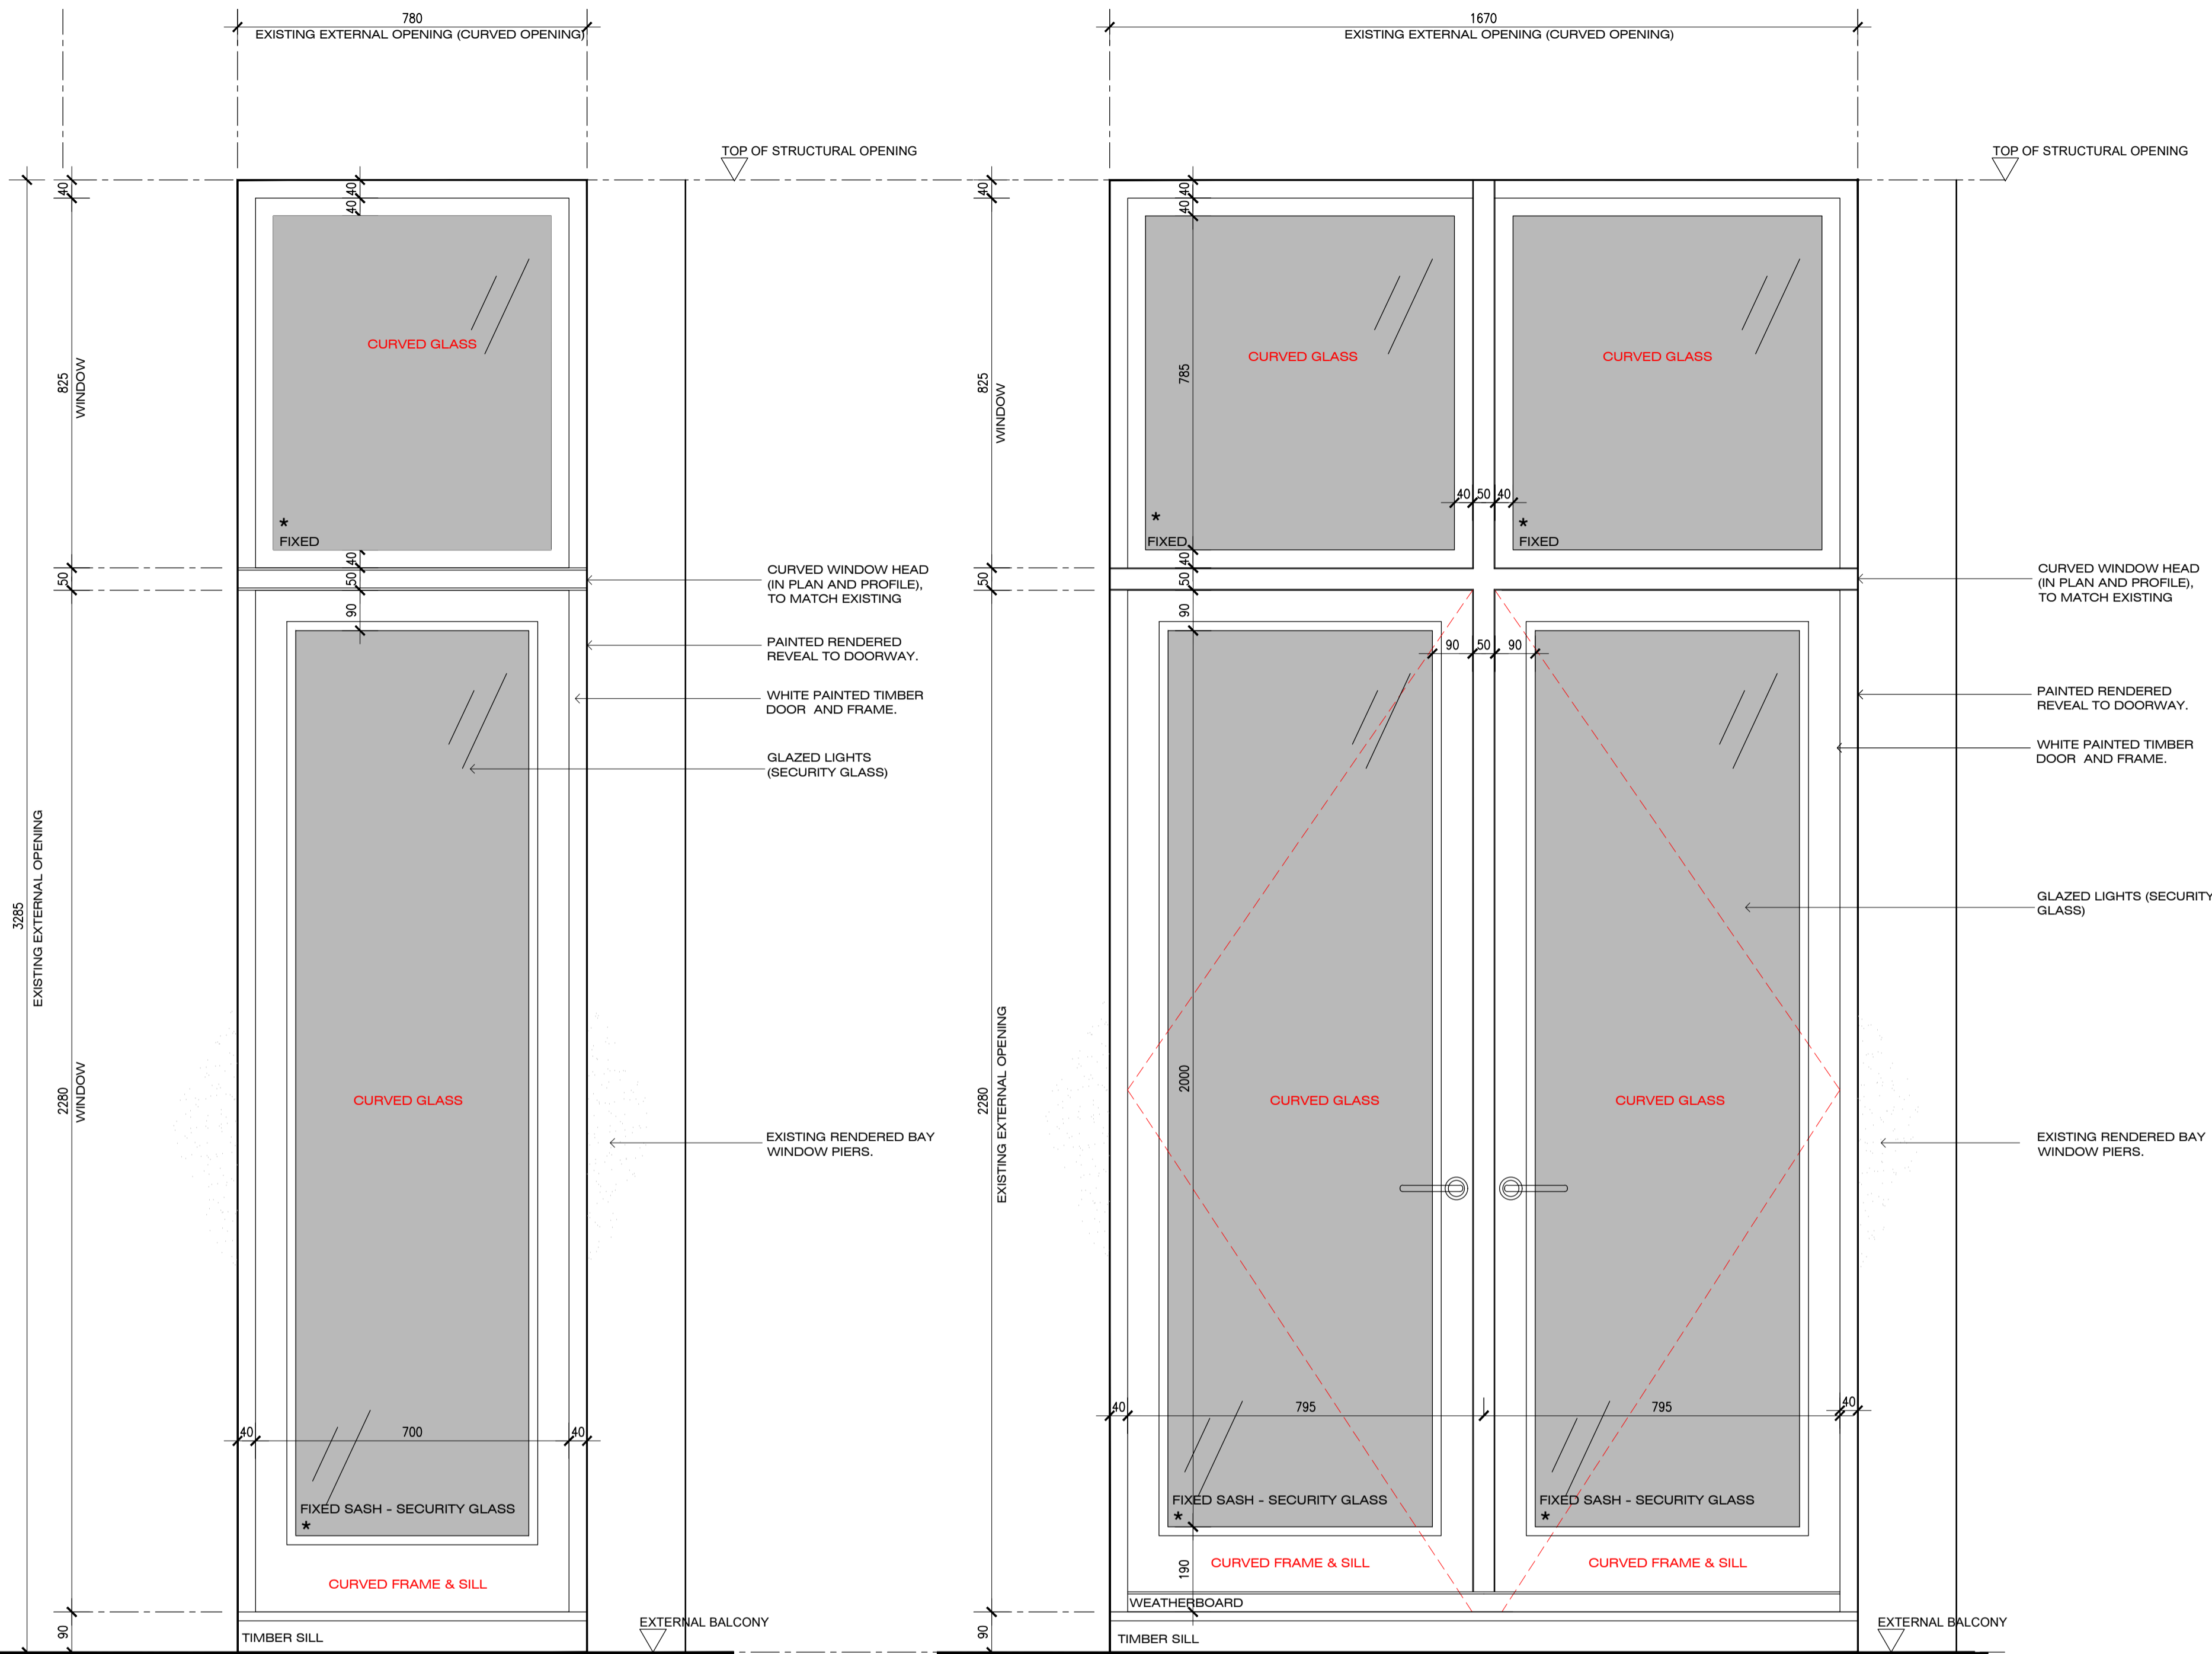 780
EXISTING EXTERNAL OPENING (CURVED OPENING)
TOP OF STRUCTURAL OPENING
40
40
40
CURVED GLASS
825
WINDOW
*
FIXED
40
50
50
90
CURVED WINDOW HEAD
(IN PLAN AND PROFILE),
TO MATCH EXISTING
PAINTED RENDERED
REVEAL TO DOORWAY.
WHITE PAINTED TIMBER
DOOR AND FRAME.
GLAZED LIGHTS
(SECURITY GLASS)
3285
EXISTING EXTERNAL OPENING
2280
WINDOW
CURVED GLASS
EXISTING RENDERED BAY
WINDOW PIERS.
40
700
40
FIXED SASH - SECURITY GLASS
*
CURVED FRAME & SILL
90
TIMBER SILL
EXTERNAL BALCONY
1670
EXISTING EXTERNAL OPENING (CURVED OPENING)
TOP OF STRUCTURAL OPENING
40
40
40
825
WINDOW
785
CURVED GLASS
CURVED GLASS
40 50 40
*
FIXED
*
FIXED
40
50
50
90
90 50 90
CURVED WINDOW HEAD
(IN PLAN AND PROFILE),
TO MATCH EXISTING
PAINTED RENDERED
REVEAL TO DOORWAY.
WHITE PAINTED TIMBER
DOOR AND FRAME.
GLAZED LIGHTS (SECURITY
GLASS)
2280
EXISTING EXTERNAL OPENING
2000
CURVED GLASS
CURVED GLASS
EXISTING RENDERED BAY
WINDOW PIERS.
40
795
795
40
FIXED SASH - SECURITY GLASS
*
FIXED SASH - SECURITY GLASS
*
190
CURVED FRAME & SILL
CURVED FRAME & SILL
WEATHERBOARD
90
TIMBER SILL
EXTERNAL BALCONY